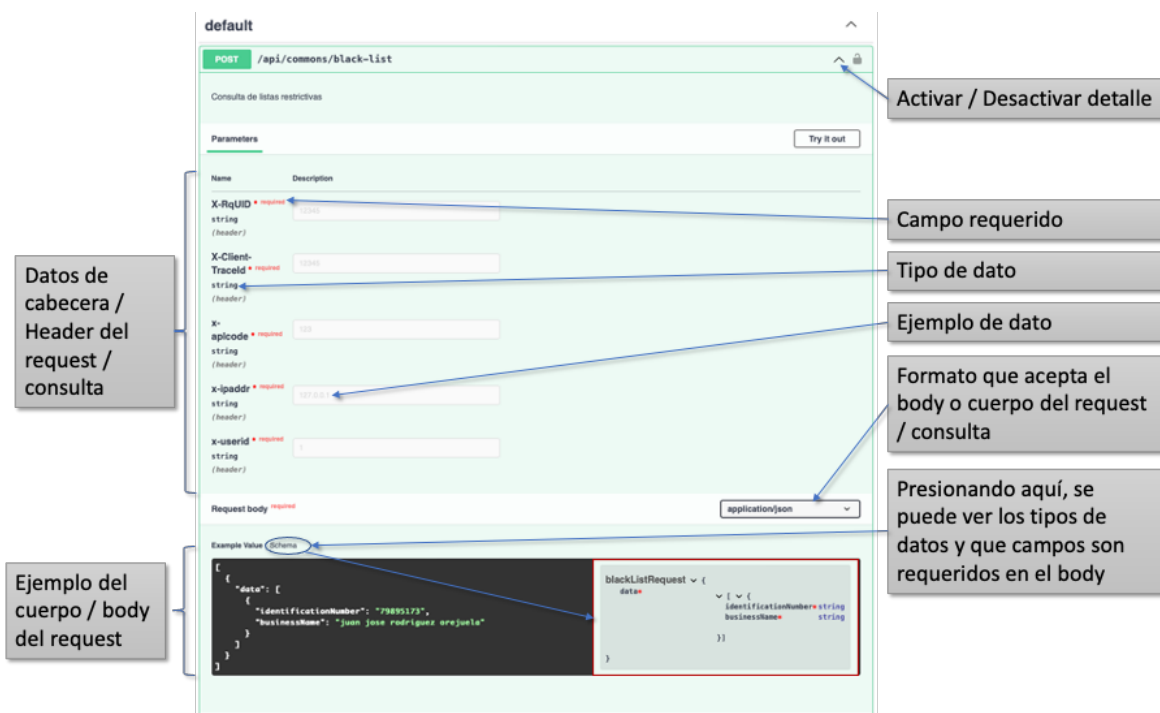 default
POST /api/commons/black-list
Consulta de listas restrictivas
Parameters
Try it out
Name Description
X-RqUID * required
string
(header)
12345
X-Client-
TraceId * required
string
(header)
12345
x-
apicode * required
string
(header)
123
x-ipaddr * required
string
(header)
127.0.0.1
x-userid * required
string
(header)
1
Request body required
application/json
Example Value Schema
[
{
"data": [
{
"identificationNumber": "79895173",
"businessName": "juan jose rodriguez orejuela"
}
]
}
]
blackListRequest {
data*
[ {
identificationNumber* string
businessName* string
}]
}
Datos de
cabecera /
Header del
request /
consulta
Ejemplo del
cuerpo / body
del request
Activar / Desactivar detalle
Campo requerido
Tipo de dato
Ejemplo de dato
Formato que acepta el
body o cuerpo del request
/ consulta
Presionando aquí, se
puede ver los tipos de
datos y que campos son
requeridos en el body